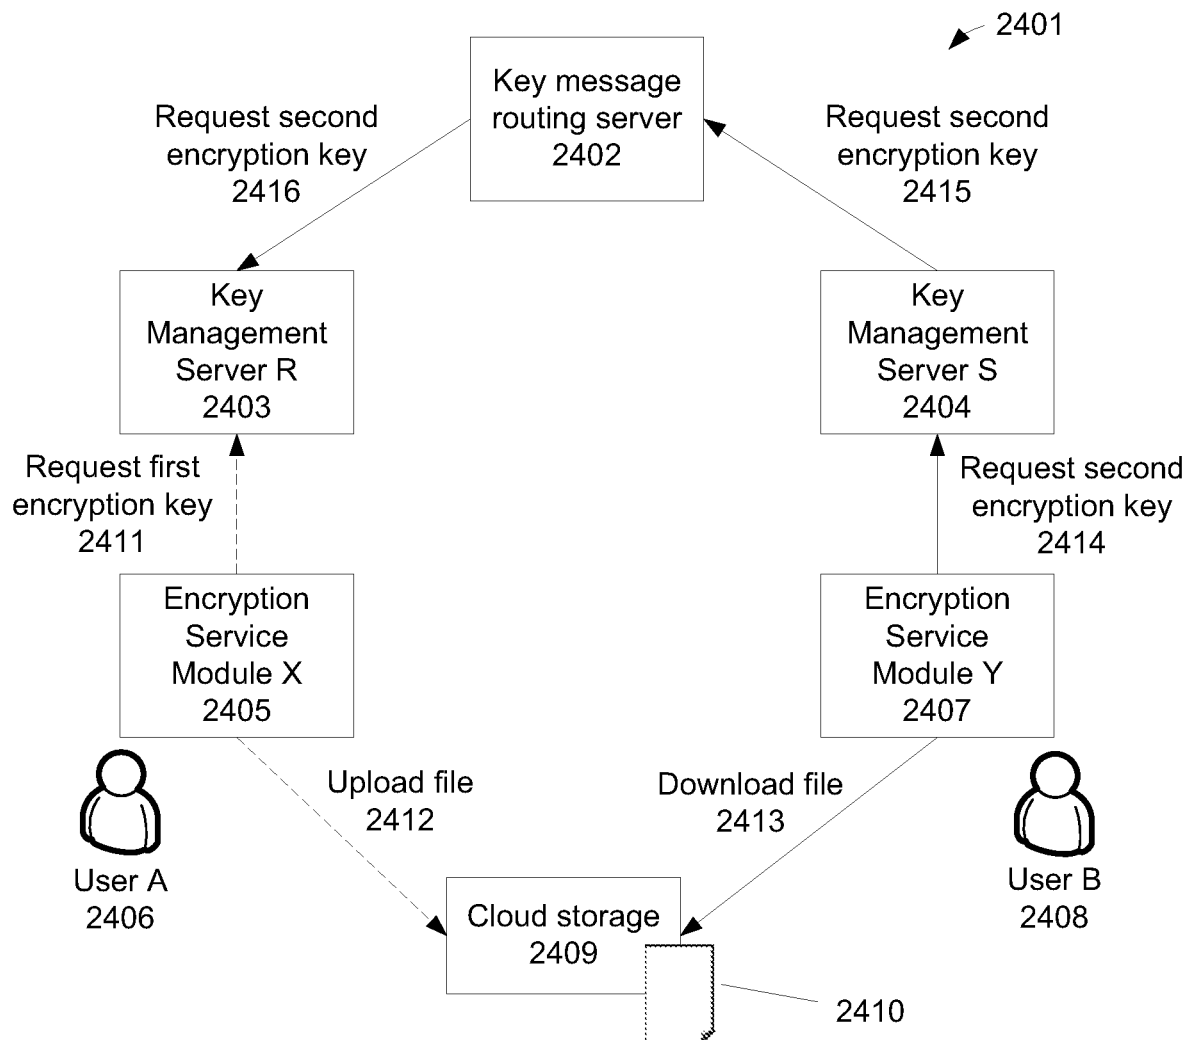 2401
Key message
routing server
2402
Request second
encryption key
2416
Request second
encryption key
2415
Key
Management
Server R
2403
Key
Management
Server S
2404
Request first
encryption key
2411
Request second
encryption key
2414
Encryption
Service
Module X
2405
Encryption
Service
Module Y
2407
Upload file
2412
Download file
2413
User A
2406
User B
2408
Cloud storage
2409
2410